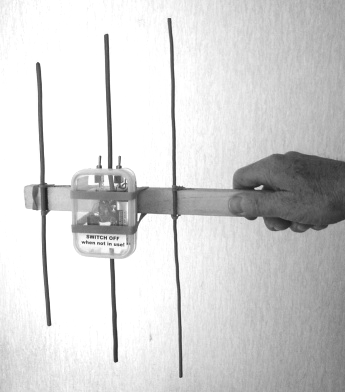 SWITCH OFF
when not in use!